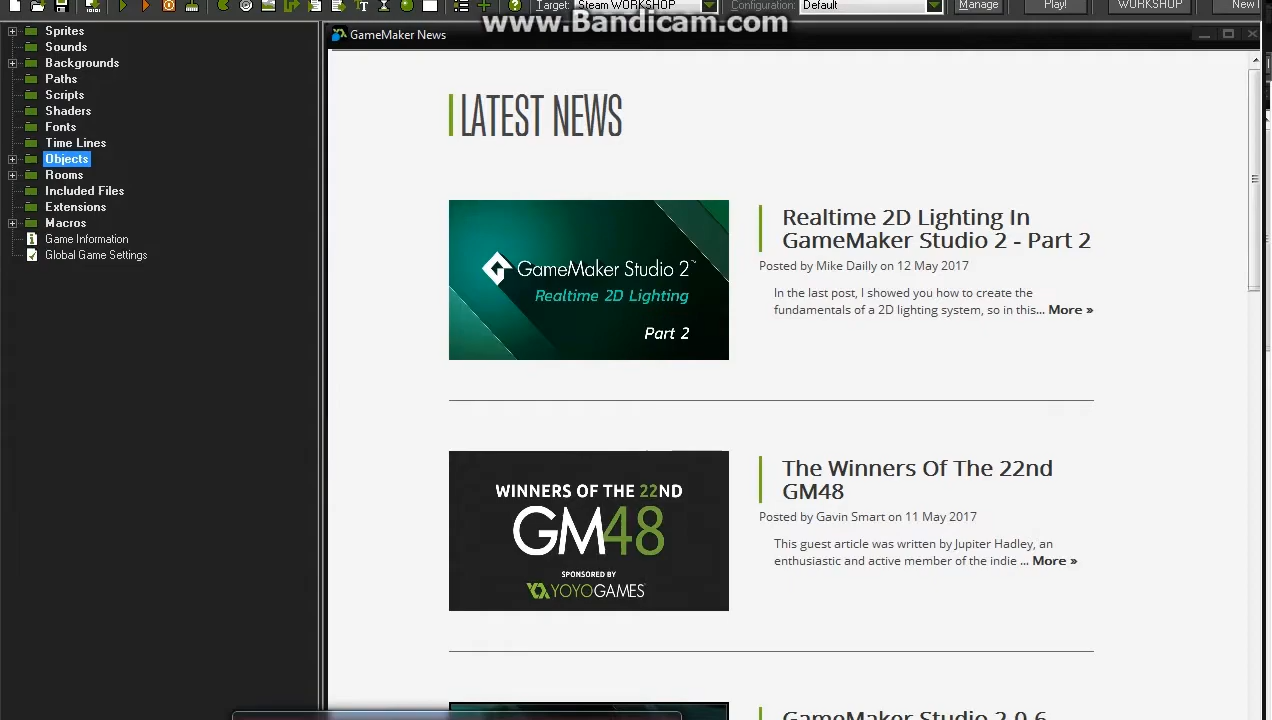 Target: Steam WORKSHOP Configuration: Default Manage Play! WORKSHOP
www.Bandicam.com
Sprites
Sounds
Backgrounds
Paths
Scripts
Shaders
Fonts
Time Lines
Objects
Rooms
Included Files
Extensions
Macros
Game Information
Global Game Settings
GameMaker News
LATEST NEWS
GameMaker Studio 2™
Realtime 2D Lighting
Part 2
Realtime 2D Lighting In
GameMaker Studio 2 - Part 2
Posted by Mike Dailly on 12 May 2017
In the last post, I showed you how to create the
fundamentals of a 2D lighting system, so in this... More »
WINNERS OF THE 22ND
GM48
SPONSORED BY
YOYOGAMES
The Winners Of The 22nd
GM48
Posted by Gavin Smart on 11 May 2017
This guest article was written by Jupiter Hadley, an
enthusiastic and active member of the indie ... More »
GameMaker Studio 2.0.6